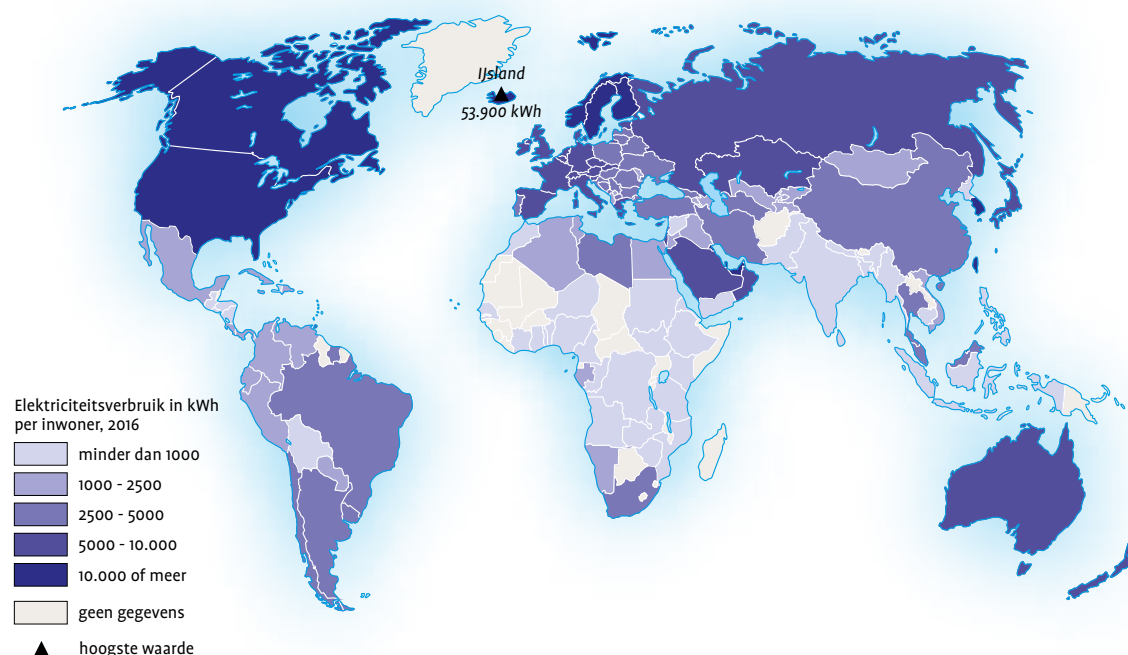 IJsland
53.900 kWh
Elektriciteitsverbruik in kWh
per inwoner, 2016
minder dan 1000
1000 - 2500
2500 - 5000
5000 - 10.000
10.000 of meer
geen gegevens
hoogste waarde